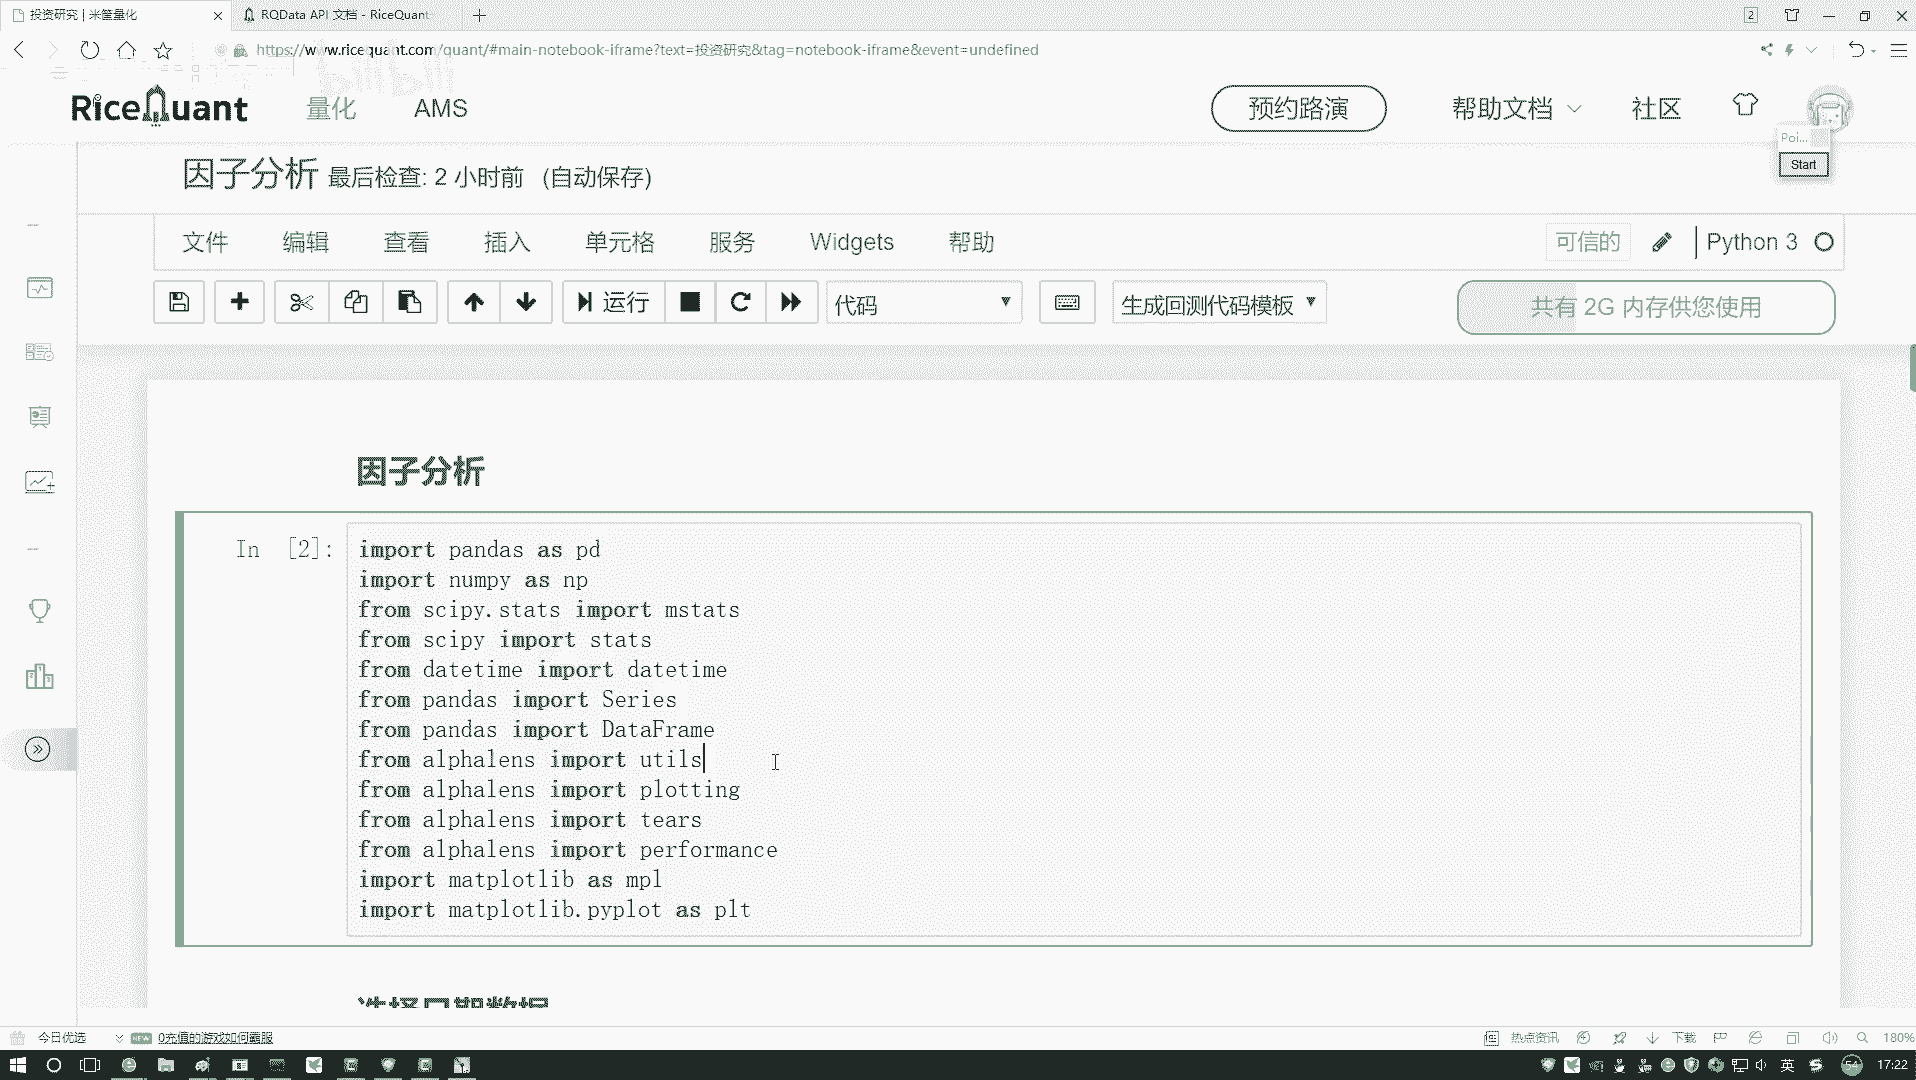 投资研究 | 米筐量化
RQData API 文档 - RiceQuant
2
https://www.ricequant.com/quant/#main-notebook-iframe?text=投资研究&tag=notebook-iframe&event=undefined
RiceQuant 量化 AMS 预约路演 帮助文档 社区
Poi...
Start
因子分析 最后检查: 2 小时前 (自动保存)
文件 编辑 查看 插入 单元格 服务 Widgets 帮助 可信的 Python 3
运行 代码 生成回测代码模板 共有 2G 内存供您使用
因子分析
In [2]:
import pandas as pd
import numpy as np
from scipy.stats import mstats
from scipy import stats
from datetime import datetime
from pandas import Series
from pandas import DataFrame
from alphalens import utils
from alphalens import plotting
from alphalens import tears
from alphalens import performance
import matplotlib as mpl
import matplotlib.pyplot as plt
今日优选 NEW 0充值的游戏如何霸服 热点资讯 下载 180%
英 54 17:22